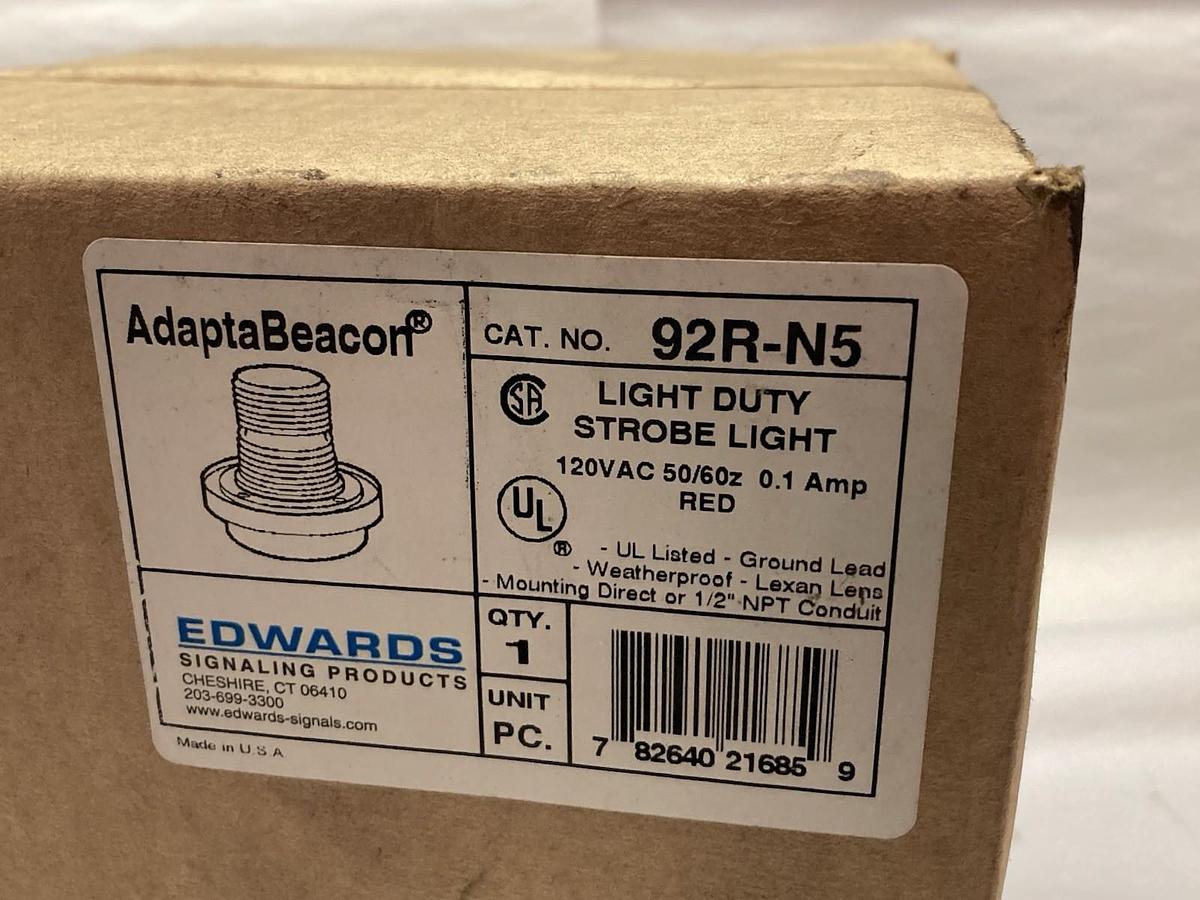 AdaptaBeacon®
CAT. NO. 92R-N5
SA
LIGHT DUTY
STROBE LIGHT
120VAC 50/60z 0.1 Amp
RED
UL
®
- UL Listed - Ground Lead
- Weatherproof - Lexan Lens
- Mounting Direct or 1/2" NPT Conduit
EDWARDS
SIGNALING PRODUCTS
CHESHIRE, CT 06410
203-699-3300
www.edwards-signals.com
Made in U.S.A
QTY.
1
UNIT
PC.
7 82640 21685 9